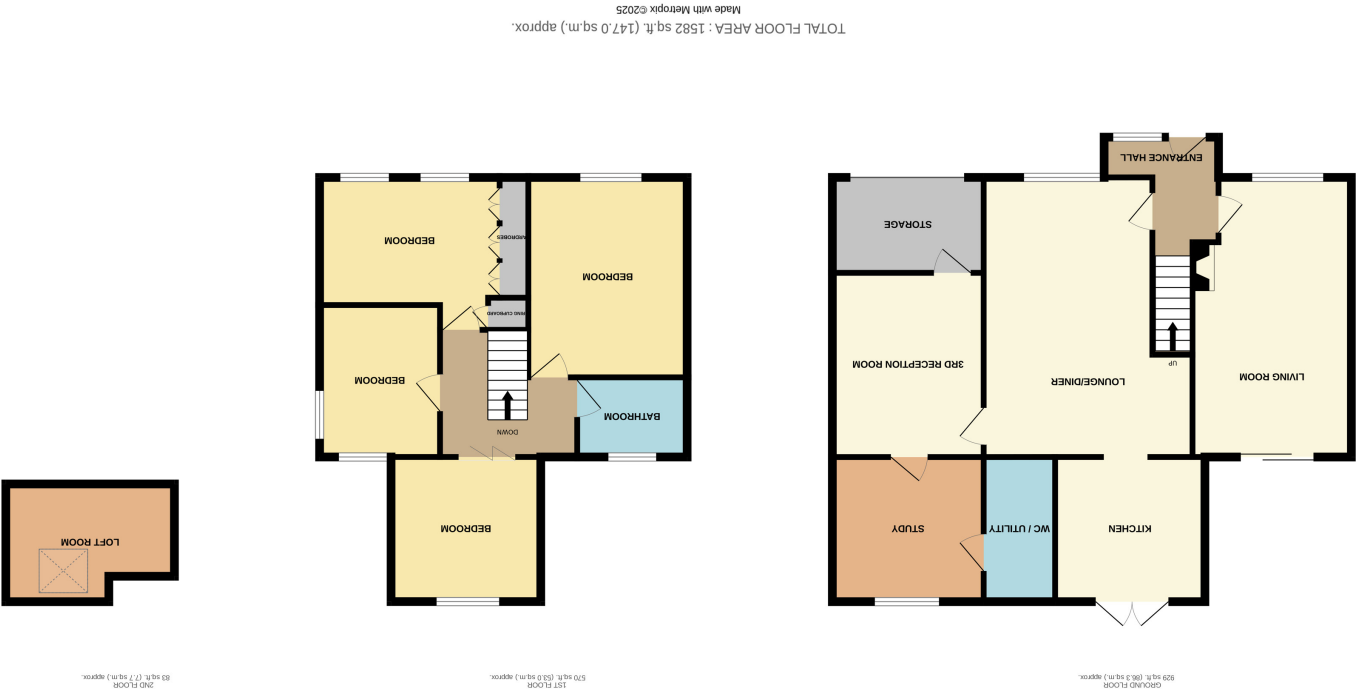 GROUND FLOOR
929 sq.ft. (86.3 sq.m.) approx.
1ST FLOOR
570 sq.ft. (53.0 sq.m.) approx.
2ND FLOOR
83 sq.ft. (7.7 sq.m.) approx.
KITCHEN
WC / UTILITY
STUDY
LIVING ROOM
LOUNGE/DINER
UP
3RD RECEPTION ROOM
STORAGE
ENTRANCE HALL
BEDROOM
DOWN
BATHROOM
BEDROOM
BEDROOM
CUPBOARD
BEDROOM
LOFT ROOM
TOTAL FLOOR AREA : 1582 sq.ft. (147.0 sq.m.) approx.
Made with Metropix ©2025